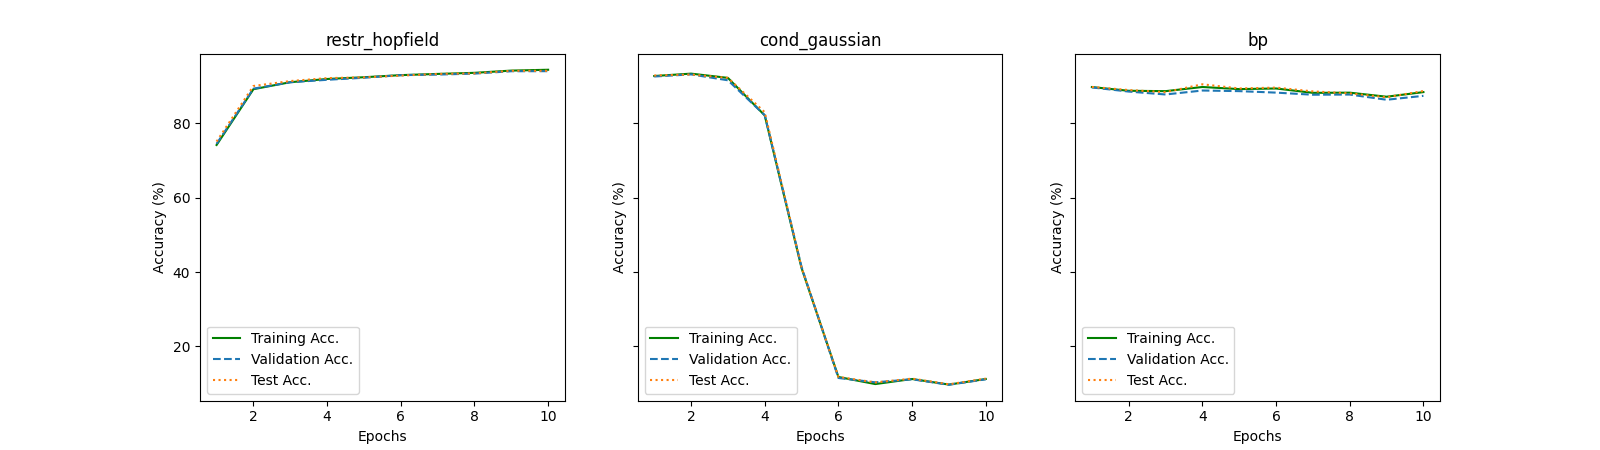 restr_hopfield
Accuracy (%)
80
60
40
20
Training Acc.
Validation Acc.
Test Acc.
2 4 6 8 10
Epochs
cond_gaussian
Accuracy (%)
Training Acc.
Validation Acc.
Test Acc.
2 4 6 8 10
Epochs
bp
Accuracy (%)
Training Acc.
Validation Acc.
Test Acc.
2 4 6 8 10
Epochs